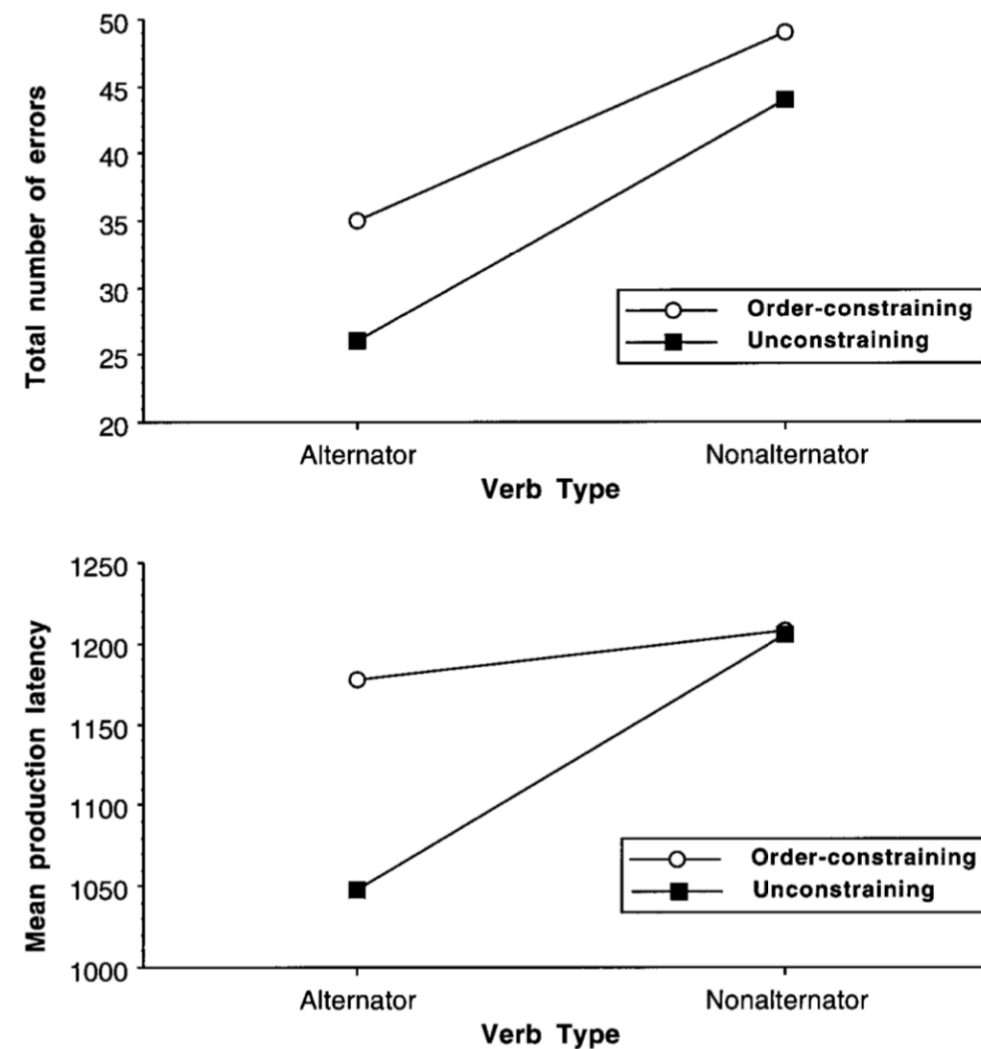 Total number of errors
50
45
40
35
30
25
20
Order-constraining
Unconstraining
Alternator
Nonalternator
Verb Type
Mean production latency
1250
1200
1150
1100
1050
1000
Order-constraining
Unconstraining
Alternator
Nonalternator
Verb Type